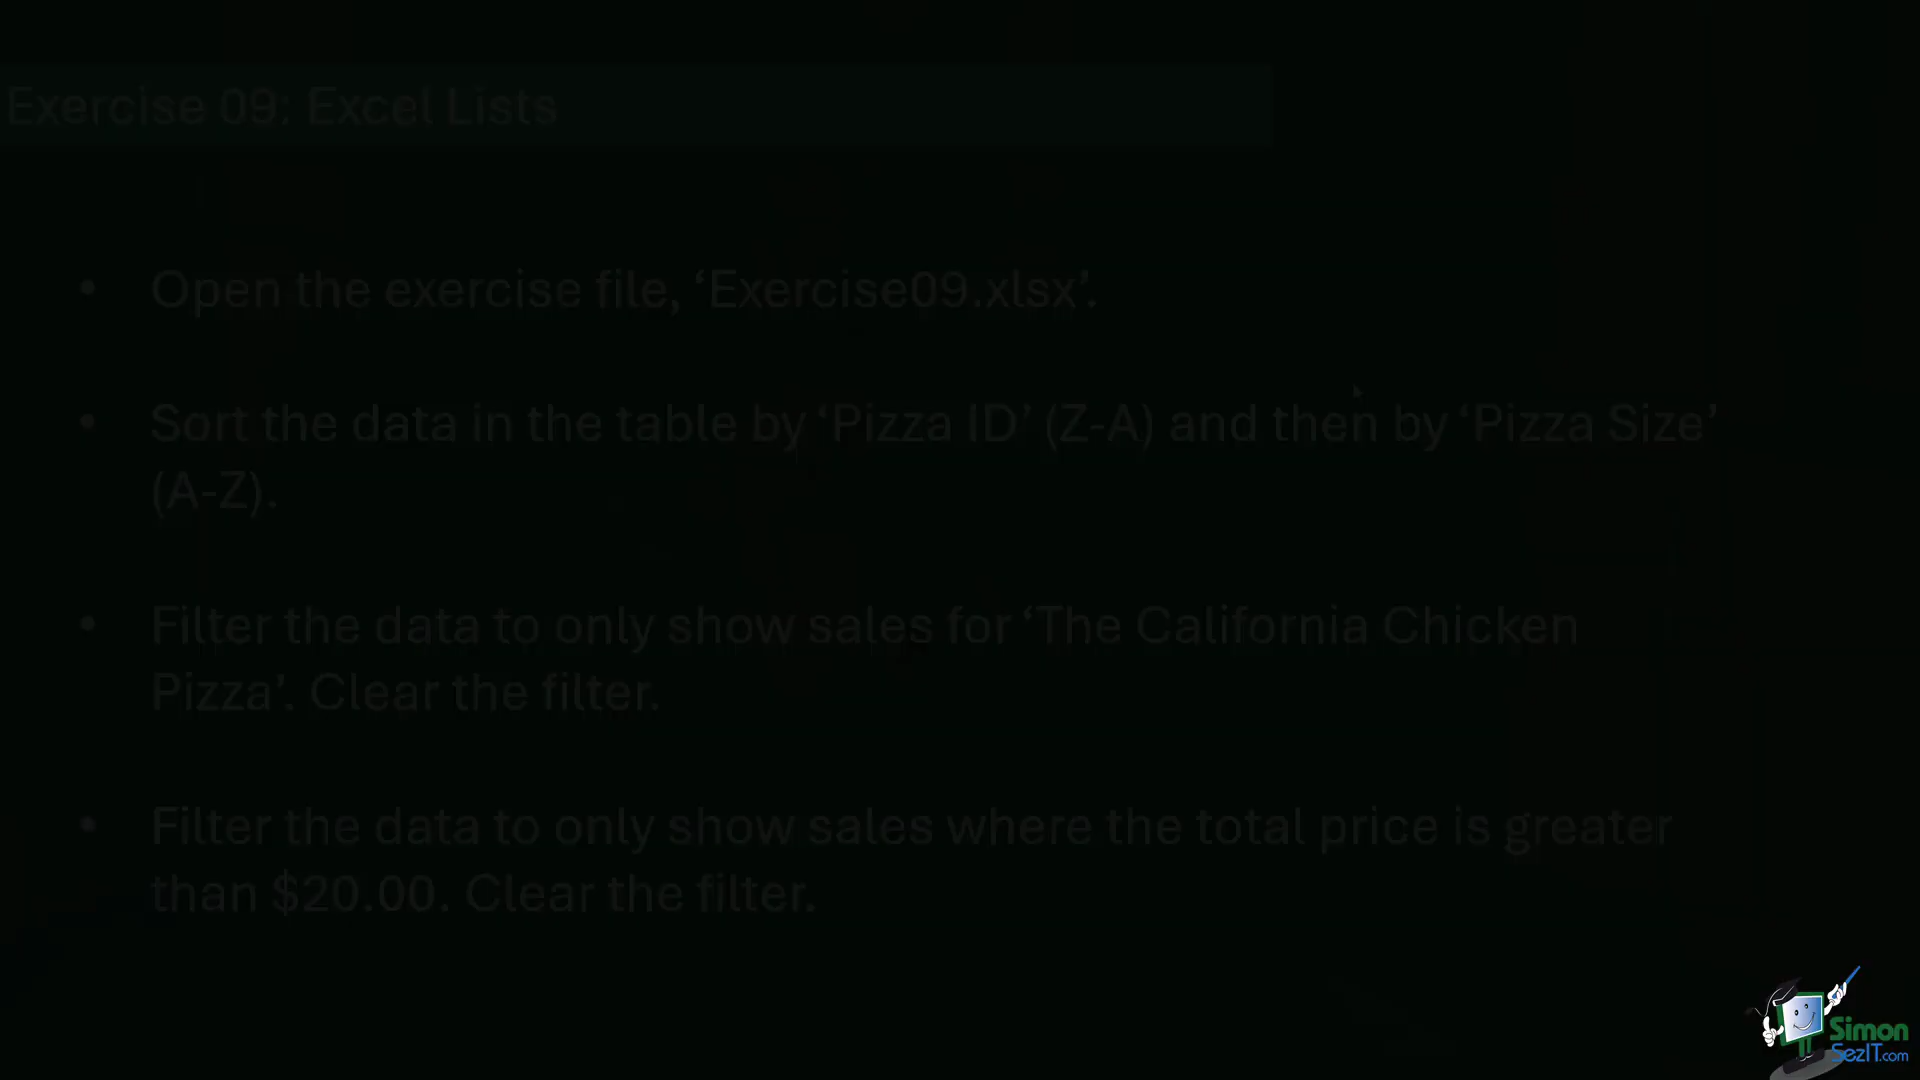 Exercise 09: Excel Lists
• Open the exercise file, ‘Exercise09.xlsx’.
• Sort the data in the table by ‘Pizza ID’ (Z-A) and then by ‘Pizza Size’
(A-Z).
• Filter the data to only show sales for ‘The California Chicken
Pizza’. Clear the filter.
• Filter the data to only show sales where the total price is greater
than $20.00. Clear the filter.
Simon
SezIT.com